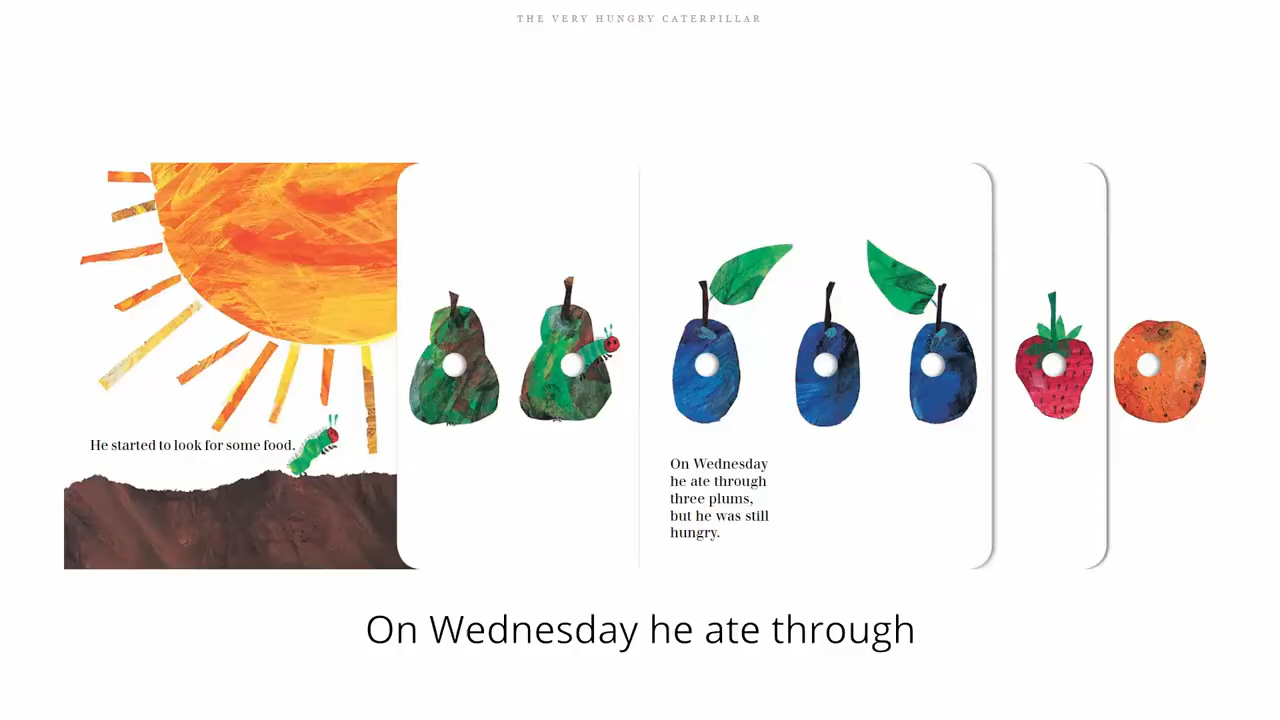 THE VERY HUNGRY CATERPILLAR
He started to look for some food.
On Wednesday
he ate through
three plums,
but he was still
hungry.
On Wednesday he ate through